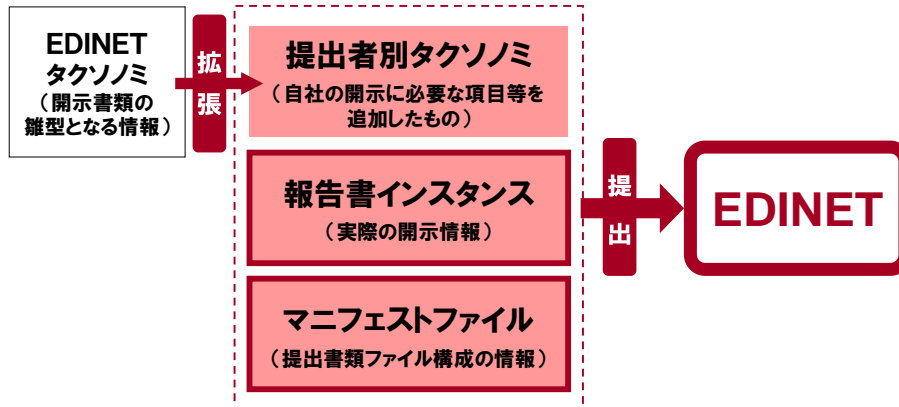 EDINET
タクソノミ
（開示書類の
雛型となる情報）
拡張
提出者別タクソノミ
（自社の開示に必要な項目等を
追加したもの）
報告書インスタンス
（実際の開示情報）
マニフェストファイル
（提出書類ファイル構成の情報）
提出
EDINET